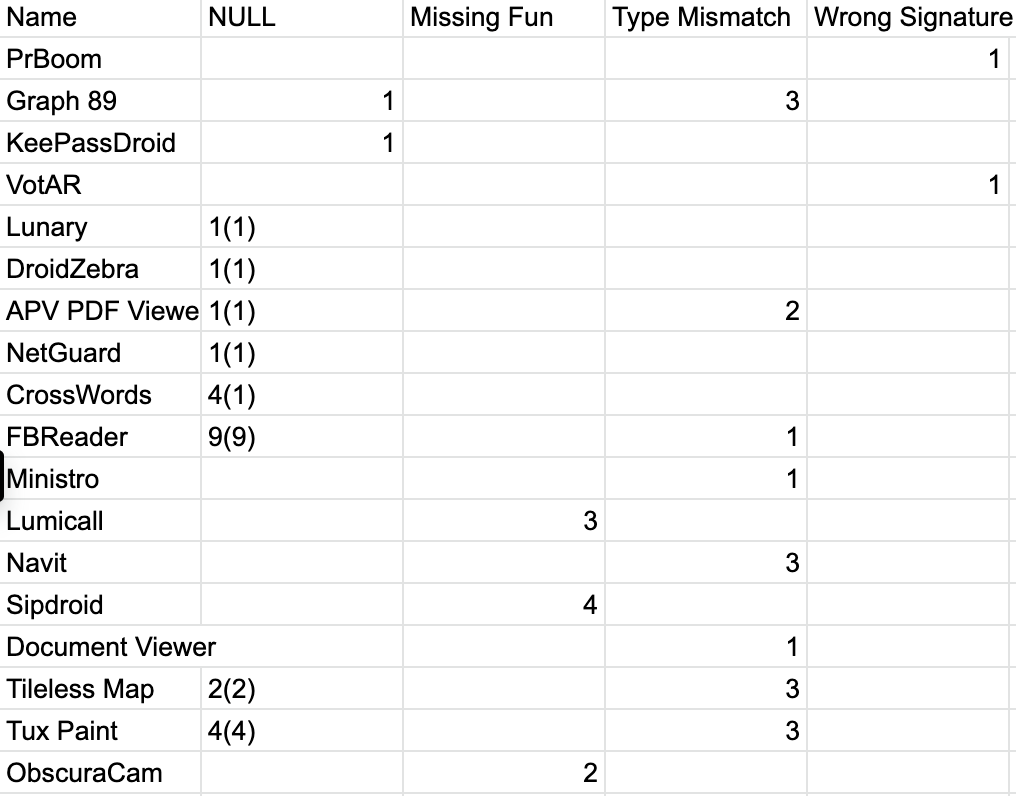 Name NULL Missing Fun Type Mismatch Wrong Signature
PrBoom 1
Graph 89 1 3
KeePassDroid 1
VotAR 1
Lunary 1(1)
DroidZebra 1(1)
APV PDF Viewe 1(1) 2
NetGuard 1(1)
CrossWords 4(1)
FBReader 9(9) 1
Ministro 1
Lumicall 3
Navit 3
Sipdroid 4
Document Viewer 1
Tileless Map 2(2) 3
Tux Paint 4(4) 3
ObscuraCam 2